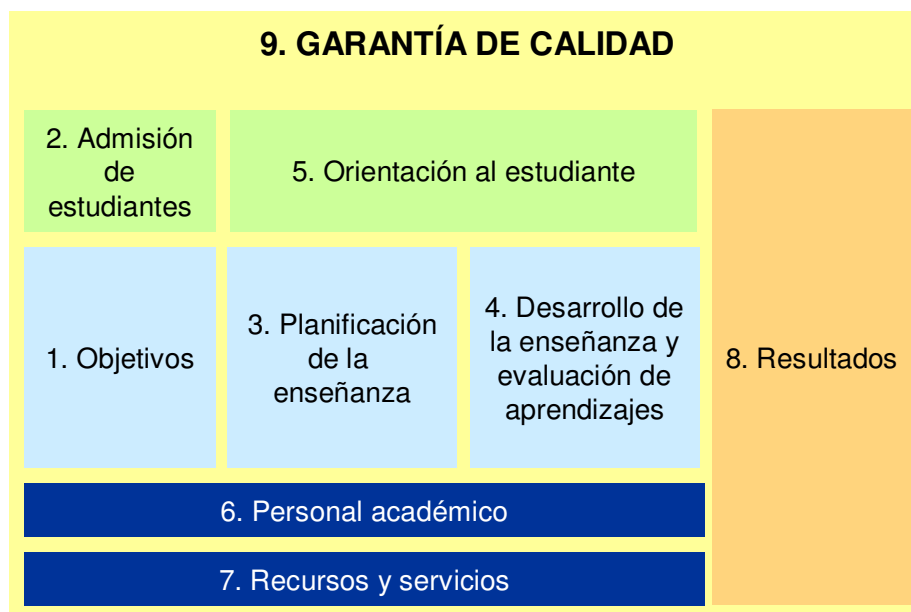 9. GARANTÍA DE CALIDAD
2. Admisión
de
estudiantes
5. Orientación al estudiante
1. Objetivos
3. Planificación
de la
enseñanza
4. Desarrollo de
la enseñanza y
evaluación de
aprendizajes
8. Resultados
6. Personal académico
7. Recursos y servicios